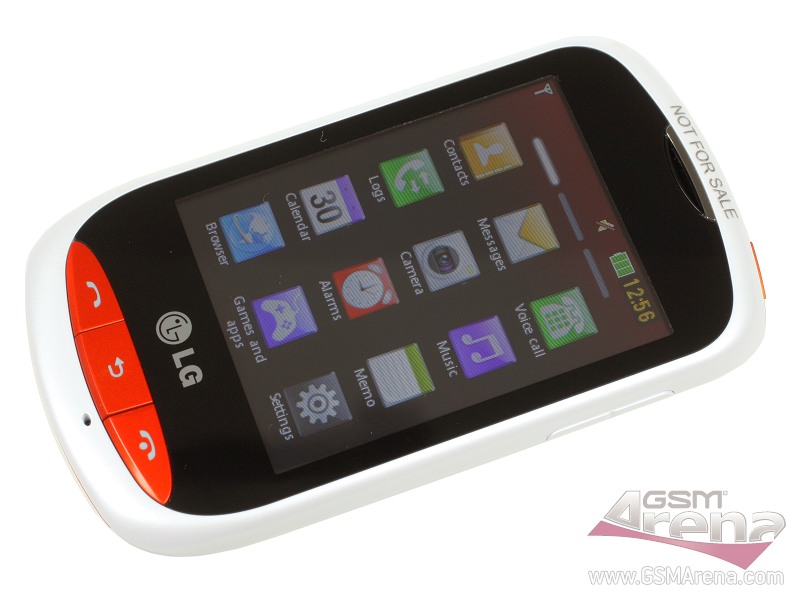 NOT FOR SALE
12:56
Contacts
Messages
Voice call
Logs
Camera
Music
Calendar
Alarms
Memo
30
Browser
Games and
apps
Settings
LG
LG
GSM
Arena
www.GSMArena.com